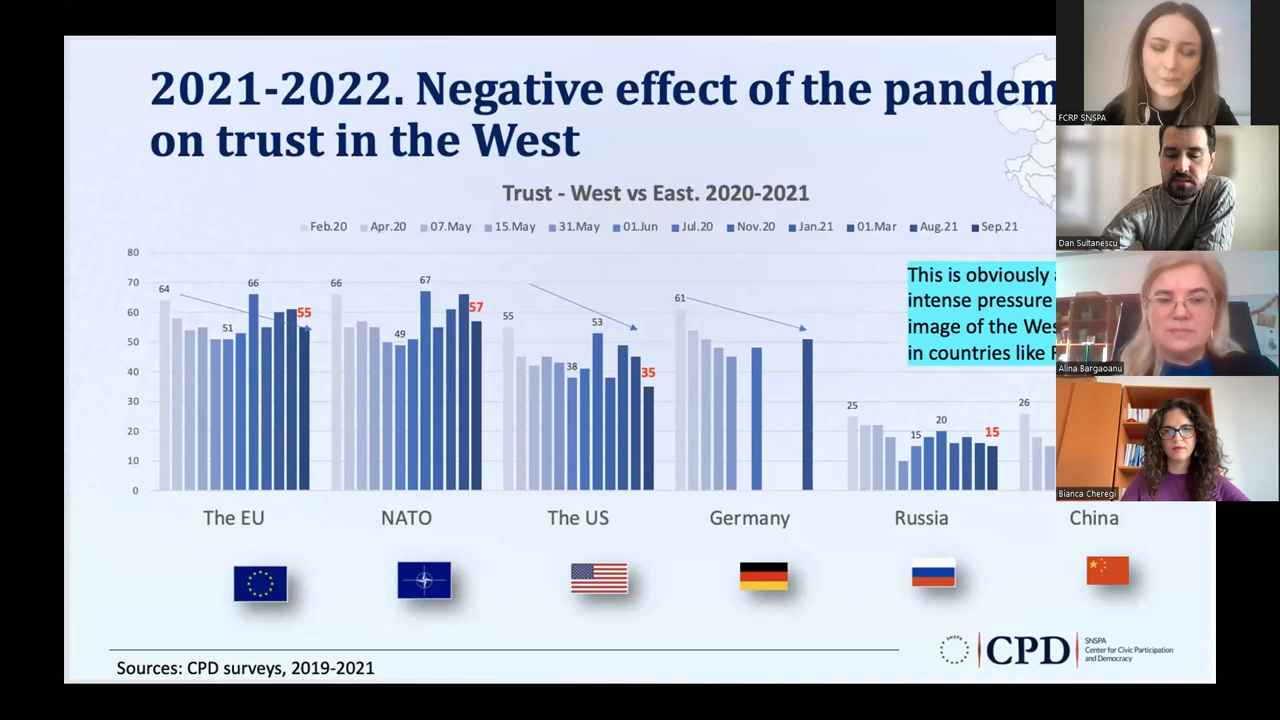 2021-2022. Negative effect of the pandem
on trust in the West
Trust - West vs East. 2020-2021
Feb.20 Apr.20 07.May 15.May 31.May 01.Jun Jul.20 Nov.20 Jan.21 01.Mar Aug.21 Sep.21
80
70
60
50
40
30
20
10
0
64 51 66 55
66 49 67 57
55 38 53 35
61
25 15 20 15
26
This is obviously
intense pressure
image of the Wes
in countries like
The EU NATO The US Germany Russia China
Sources: CPD surveys, 2019-2021
SNSPA
CPD
SNSPA
Center for Civic Participation
and Democracy
FCRP SNSPA
Dan Sultanescu
Alina Bargaoanu
Bianca Cheregi